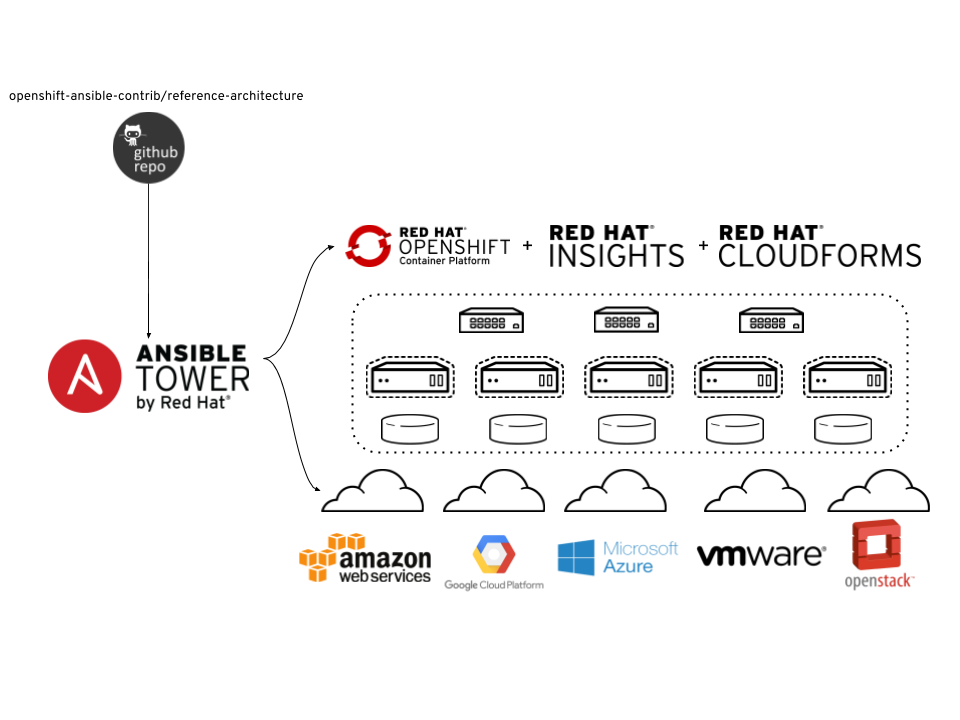 openshift-ansible-contrib/reference-architecture
github
repo
RED HAT®
OPENSHIFT
Container Platform
+
RED HAT®
INSIGHTS
+
RED HAT®
CLOUDFORMS
ANSIBLE
TOWER
by Red Hat®
amazon
web services
Google Cloud Platform
Microsoft
Azure
vmware®
openstack™